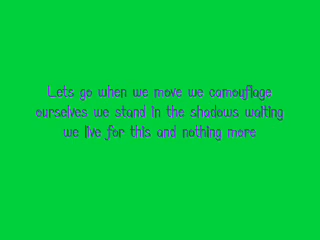 Lets go when we move we camouflage
ourselves we stand in the shadows waiting
we live for this and nothing more